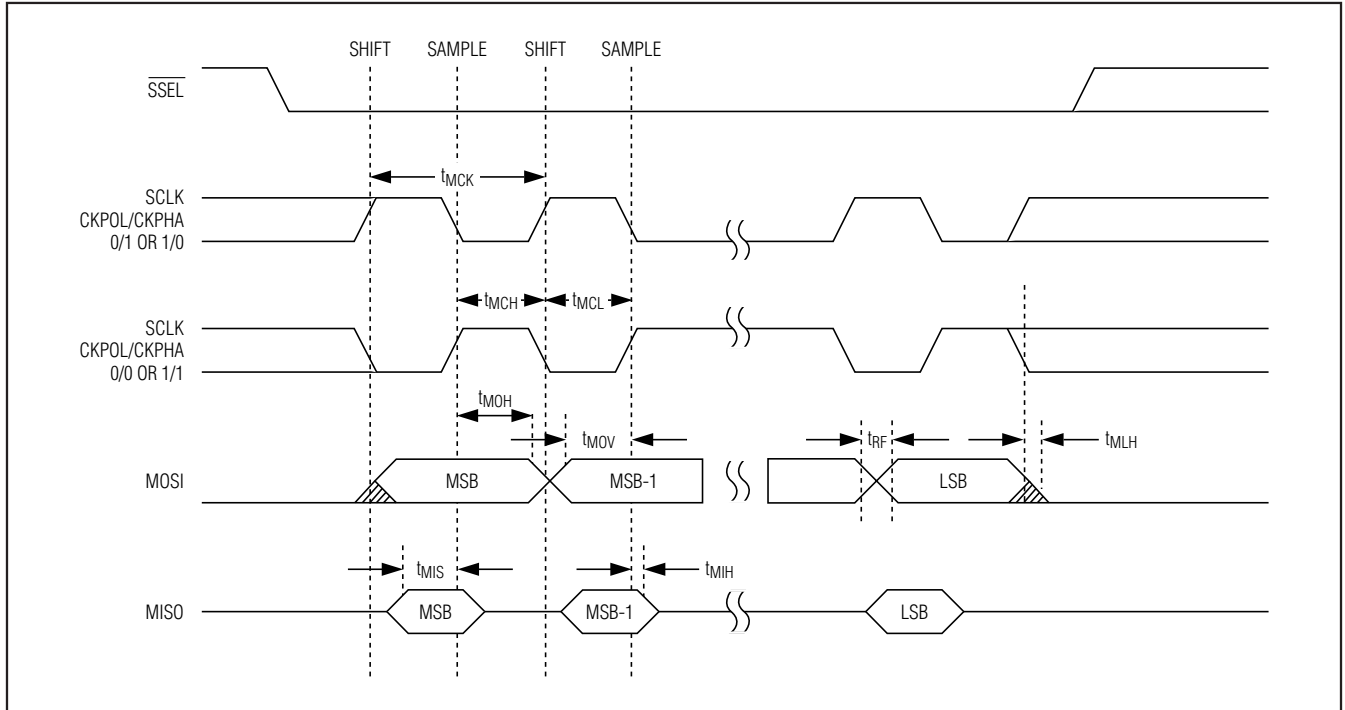 SHIFT SAMPLE SHIFT SAMPLE
SSEL
tMCK
SCLK
CKPOL/CKPHA
0/1 OR 1/0
tMCH tMCL
SCLK
CKPOL/CKPHA
0/0 OR 1/1
tMOH
tMOV tRF tMLH
MOSI MSB MSB-1 LSB
tMIS tMIH
MISO MSB MSB-1 LSB